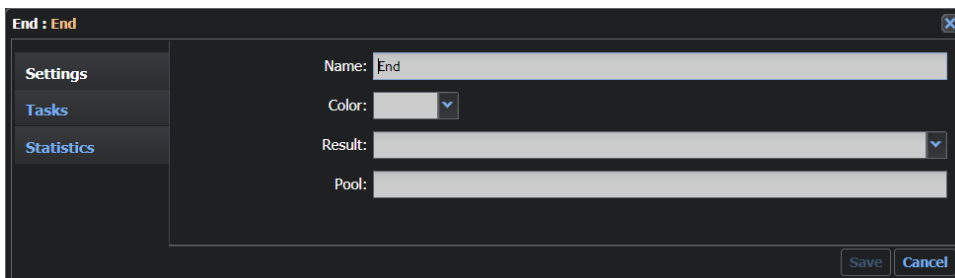 End : End
Settings
Tasks
Statistics
Name: End
Color:
Result:
Pool:
Save Cancel